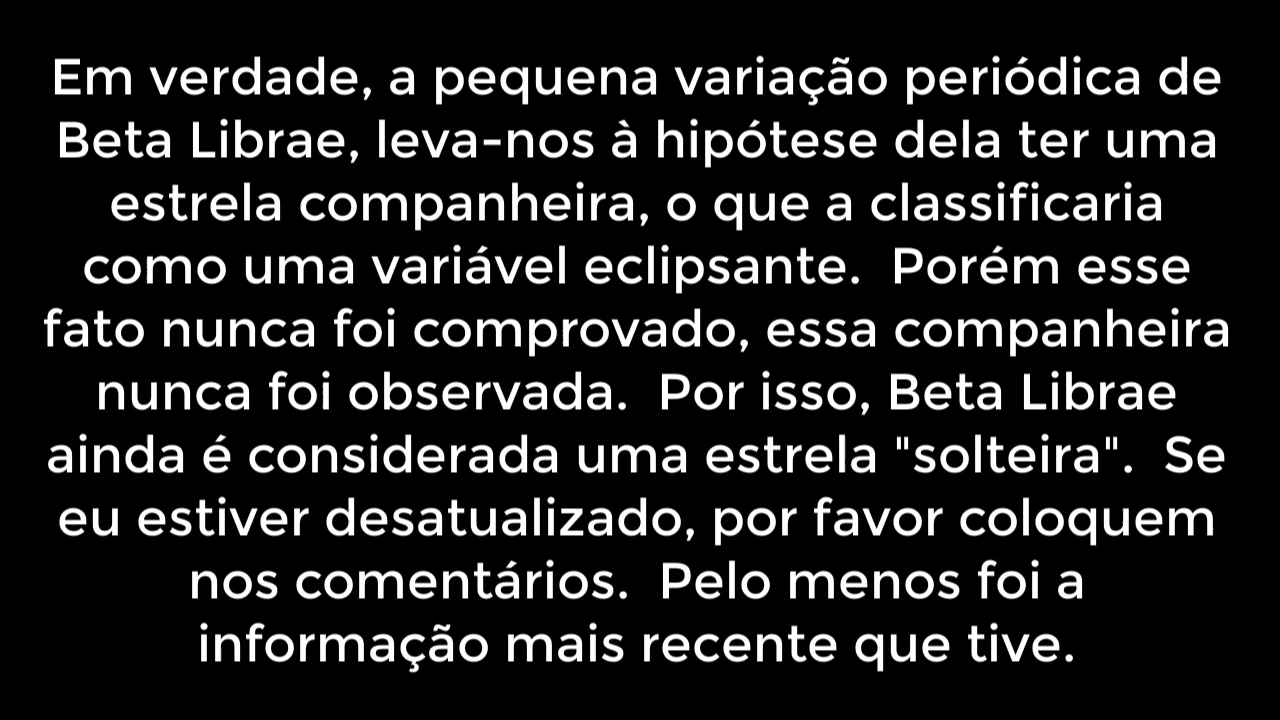 Em verdade, a pequena variação periódica de
Beta Librae, leva-nos à hipótese dela ter uma
estrela companheira, o que a classificaria
como uma variável eclipsante.  Porém esse
fato nunca foi comprovado, essa companheira
nunca foi observada.  Por isso, Beta Librae
ainda é considerada uma estrela "solteira".  Se
eu estiver desatualizado, por favor coloquem
nos comentários.  Pelo menos foi a
informação mais recente que tive.